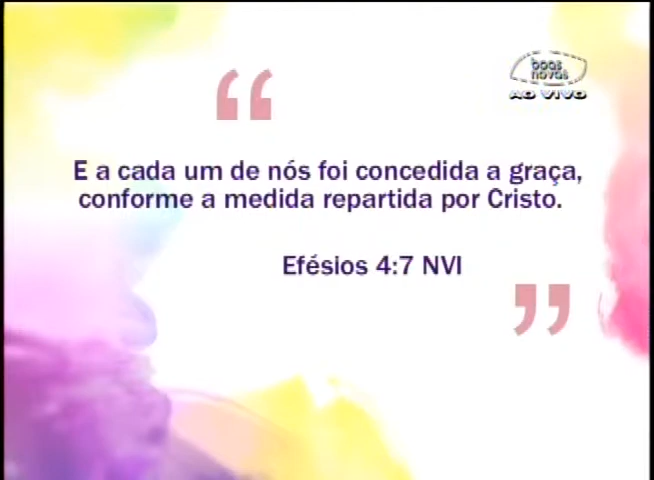 boas
novas
AO VIVO
“
E a cada um de nós foi concedida a graça,
conforme a medida repartida por Cristo.
Efésios 4:7 NVI
”